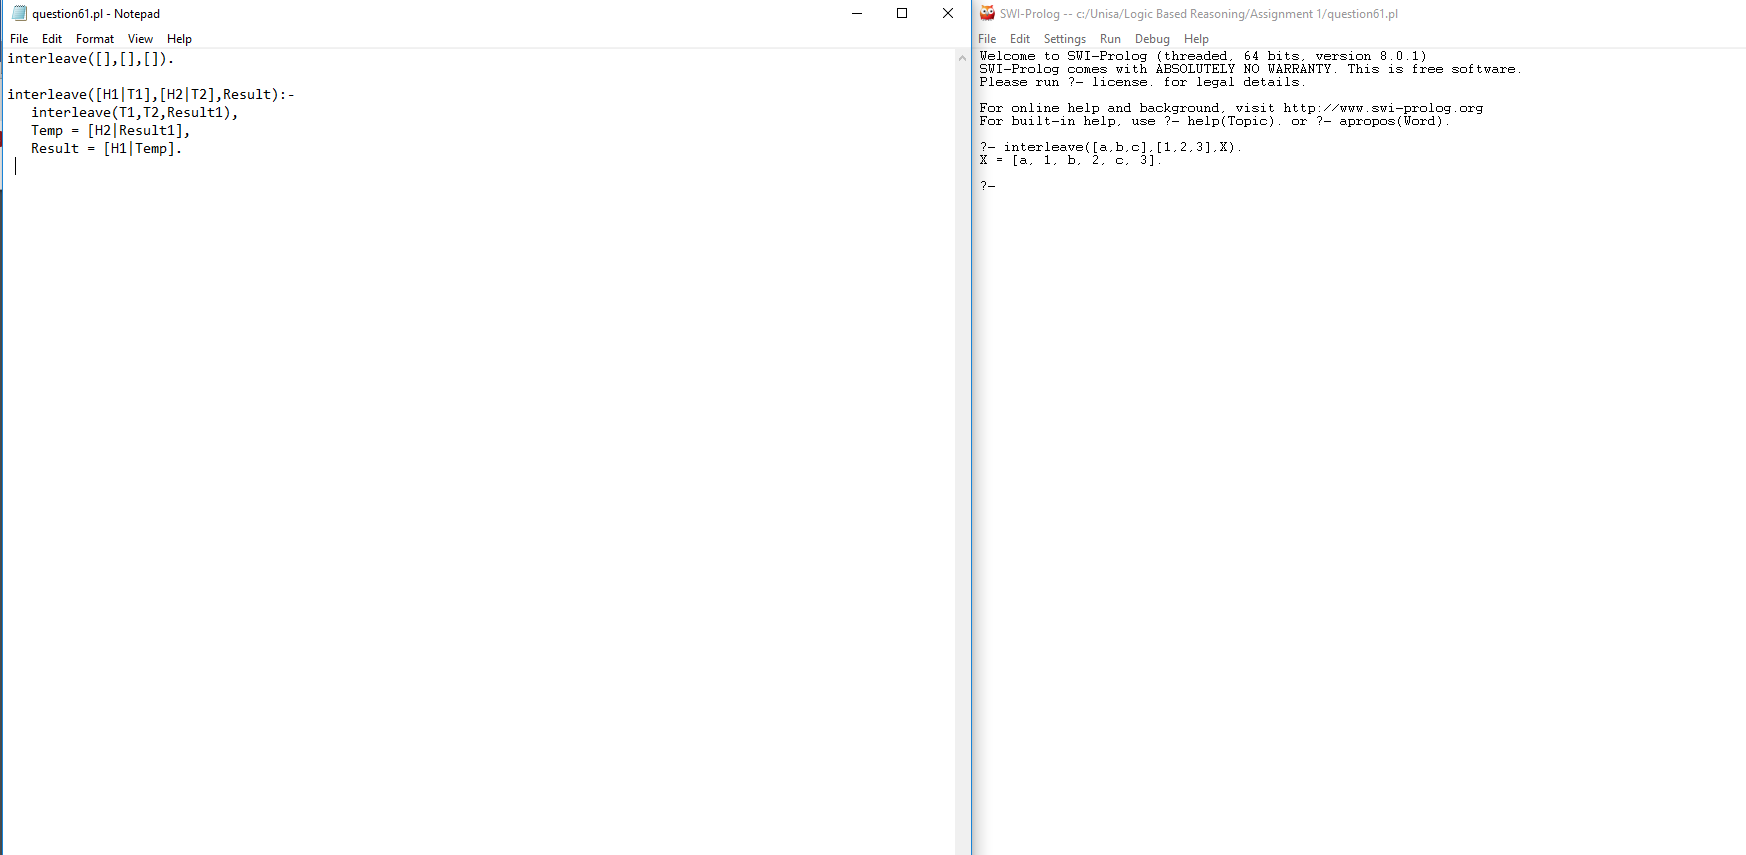 question61.pl - Notepad
File Edit Format View Help
interleave([],[],[]).
interleave([H1|T1],[H2|T2],Result):-
interleave(T1,T2,Result1),
Temp = [H2|Result1],
Result = [H1|Temp].
SWI-Prolog -- c:/Unisa/Logic Based Reasoning/Assignment 1/question61.pl
File Edit Settings Run Debug Help
Welcome to SWI-Prolog (threaded, 64 bits, version 8.0.1)
SWI-Prolog comes with ABSOLUTELY NO WARRANTY. This is free software.
Please run ?- license. for legal details.
For online help and background, visit http://www.swi-prolog.org
For built-in help, use ?- help(Topic). or ?- apropos(Word).
?- interleave([a,b,c],[1,2,3],X).
X = [a, 1, b, 2, c, 3].
?-